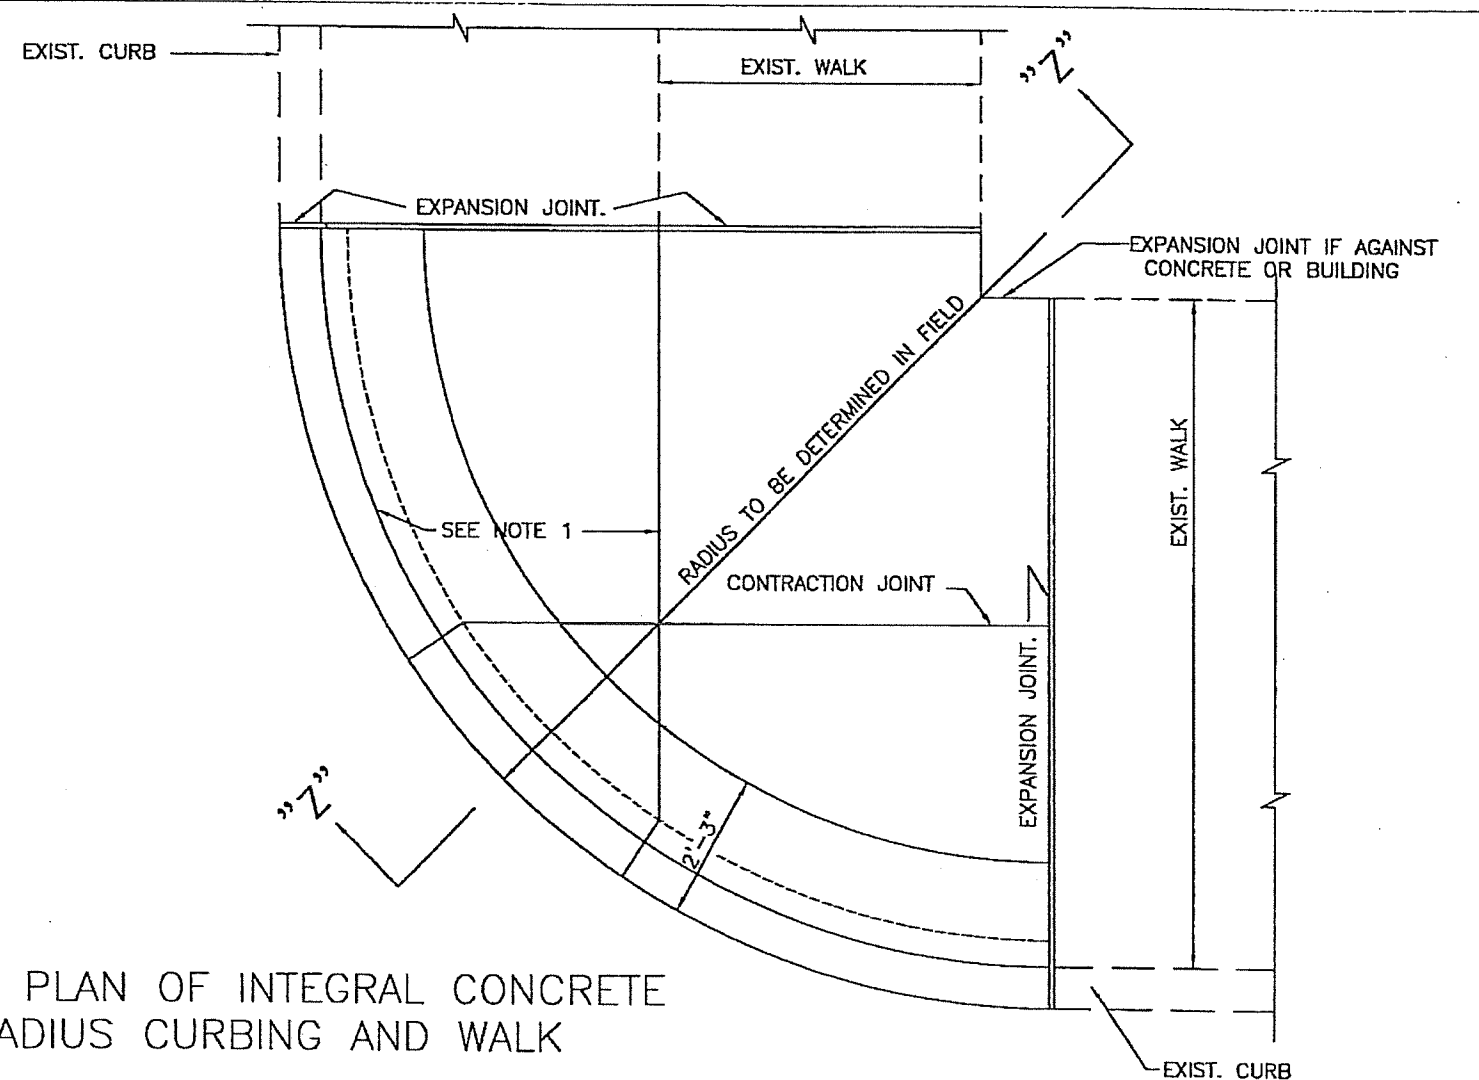 EXIST. CURB
EXIST. WALK
"Z"
EXPANSION JOINT.
EXPANSION JOINT IF AGAINST
CONCRETE OR BUILDING
RADIUS TO BE DETERMINED IN FIELD
EXIST. WALK
SEE NOTE 1
CONTRACTION JOINT
EXPANSION JOINT.
"Z"
2'-3"
PLAN OF INTEGRAL CONCRETE
ADIUS CURBING AND WALK
EXIST. CURB